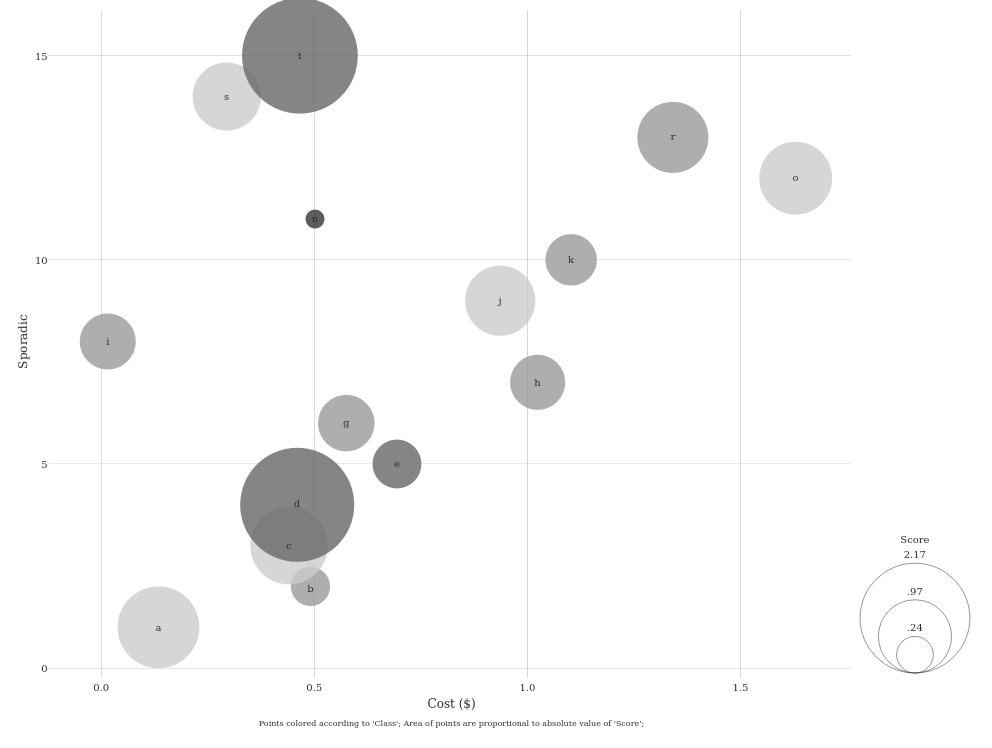 15
t
s
r
o
n
10
k
j
Sporadic
i
h
g
5
e
d
c
b
Score
2.17
.97
.24
a
0
0.0 0.5 1.0 1.5
Cost ($)
Points colored according to 'Class'; Area of points are proportional to absolute value of 'Score';